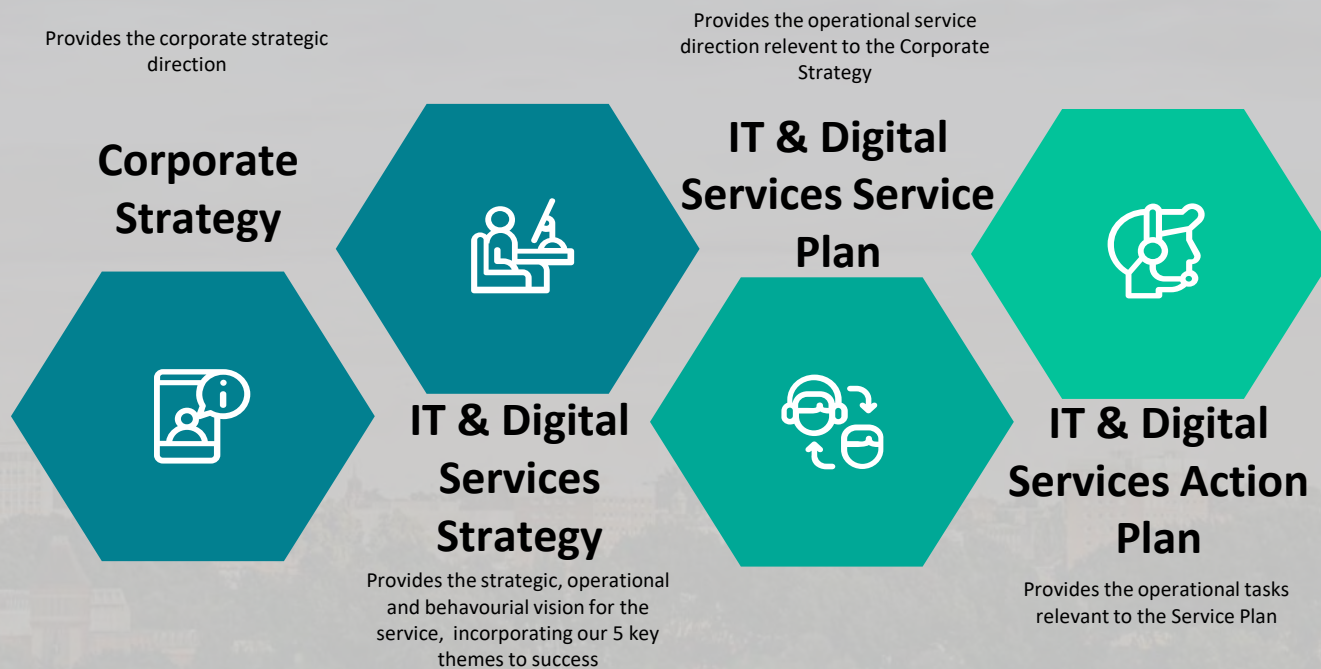 Provides the corporate strategic
direction
Corporate
Strategy
IT & Digital
Services
Strategy
Provides the strategic, operational
and behavourial vision for the
service,  incorporating our 5 key
themes to success
Provides the operational service
direction relevent to the Corporate
Strategy
IT & Digital
Services Service
Plan
IT & Digital
Services Action
Plan
Provides the operational tasks
relevant to the Service Plan